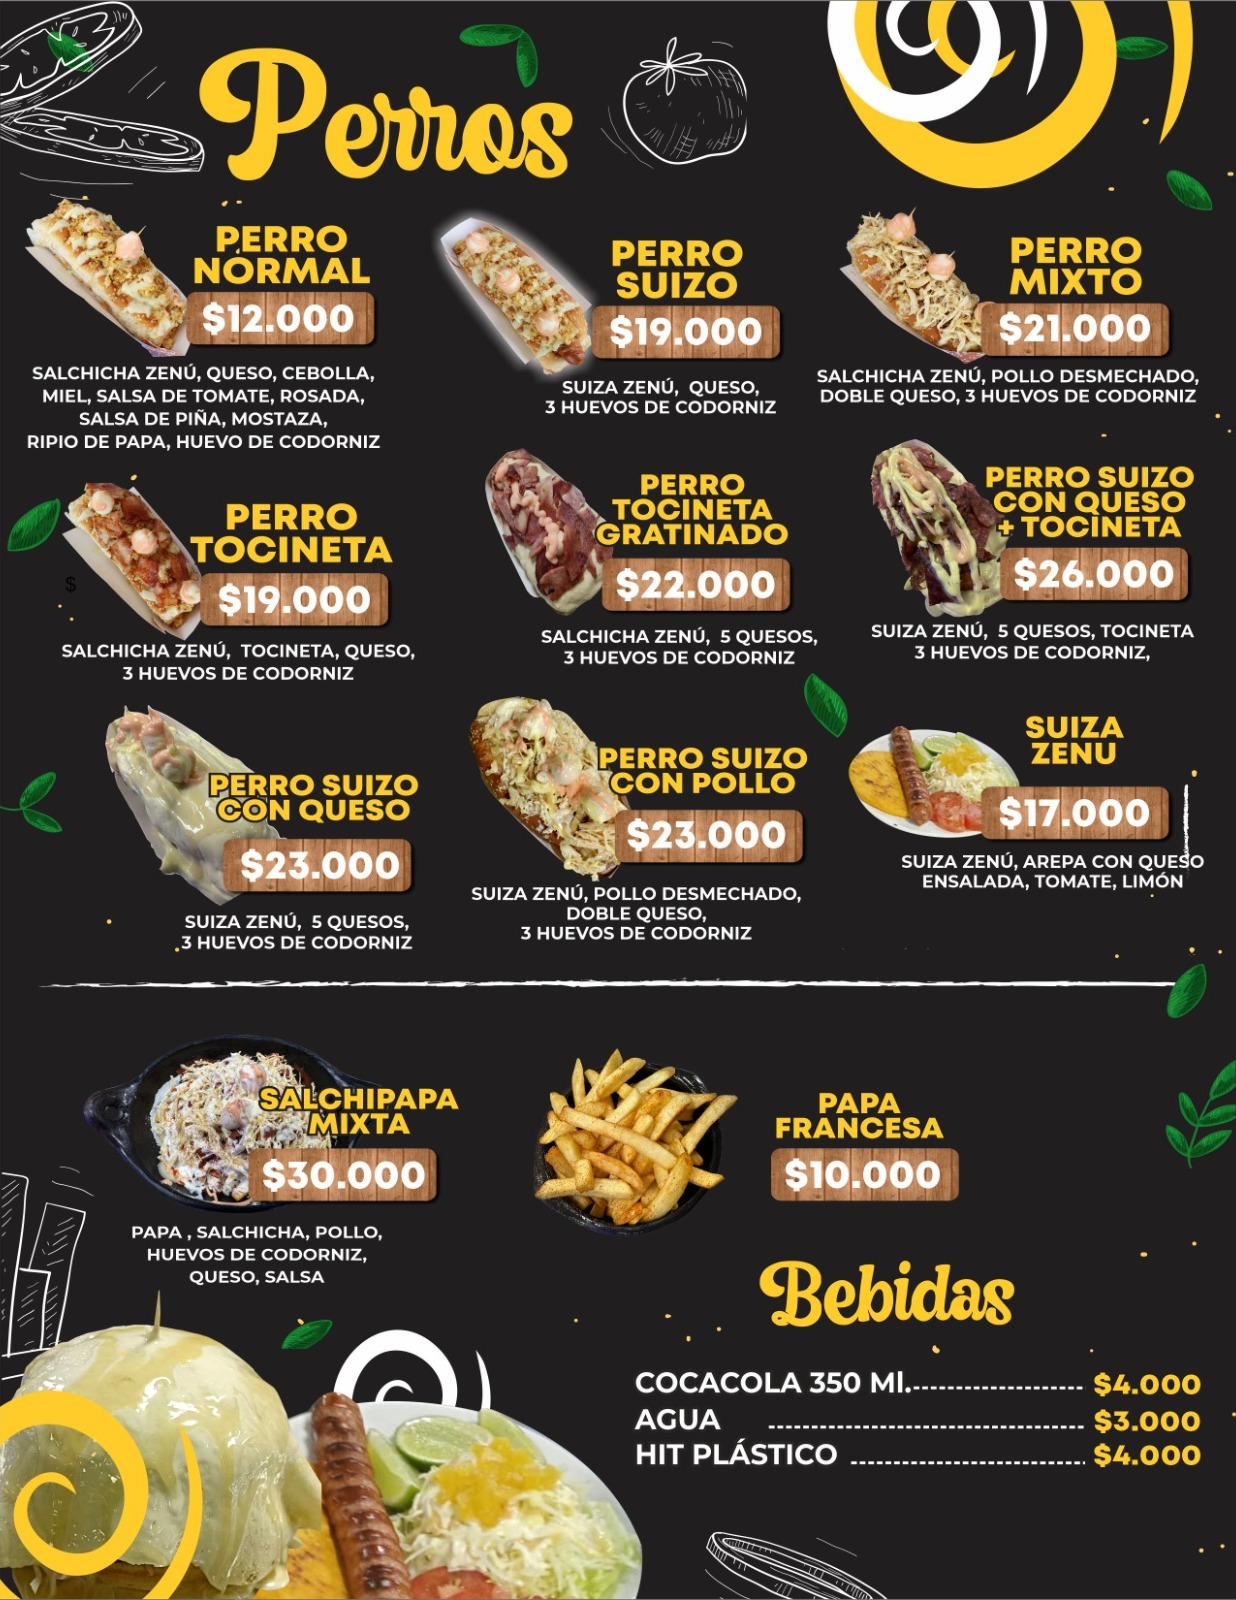 Perros
PERRO
NORMAL
$12.000
SALCHICHA ZENÚ, QUESO, CEBOLLA,
MIEL, SALSA DE TOMATE, ROSADA,
SALSA DE PIÑA, MOSTAZA,
RIPIO DE PAPA, HUEVO DE CODORNIZ
PERRO
SUIZO
$19.000
SUIZA ZENÚ, QUESO,
3 HUEVOS DE CODORNIZ
PERRO
MIXTO
$21.000
SALCHICHA ZENÚ, POLLO DESMECHADO,
DOBLE QUESO, 3 HUEVOS DE CODORNIZ
$
PERRO
TOCINETA
$19.000
SALCHICHA ZENÚ, TOCINETA, QUESO,
3 HUEVOS DE CODORNIZ
PERRO
TOCINETA
GRATINADO
$22.000
SALCHICHA ZENÚ, 5 QUESOS,
3 HUEVOS DE CODORNIZ
PERRO SUIZO
CON QUESO
+ TOCINETA
$26.000
SUIZA ZENÚ, 5 QUESOS, TOCINETA
3 HUEVOS DE CODORNIZ,
PERRO SUIZO
CON QUESO
$23.000
SUIZA ZENÚ, 5 QUESOS,
3 HUEVOS DE CODORNIZ
PERRO SUIZO
CON POLLO
$23.000
SUIZA ZENÚ, POLLO DESMECHADO,
DOBLE QUESO,
3 HUEVOS DE CODORNIZ
SUIZA
ZENU
$17.000
SUIZA ZENÚ, AREPA CON QUESO
ENSALADA, TOMATE, LIMÓN
SALCHIPAPA
MIXTA
$30.000
PAPA , SALCHICHA, POLLO,
HUEVOS DE CODORNIZ,
QUESO, SALSA
PAPA
FRANCESA
$10.000
Bebidas
COCACOLA 350 Ml.------------------ $4.000
AGUA --------------------------------- $3.000
HIT PLÁSTICO ------------------------- $4.000